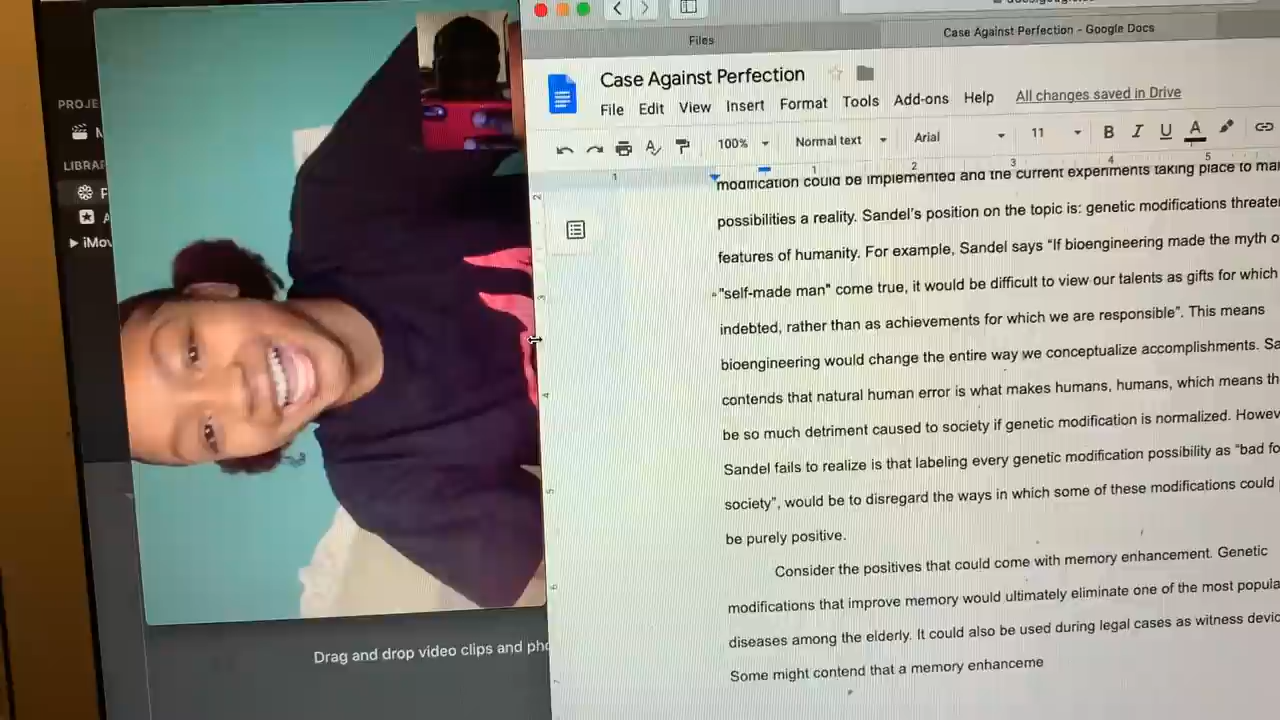 Files
Case Against Perfection - Google Docs
Case Against Perfection
File Edit View Insert Format Tools Add-ons Help All changes saved in Drive
100% Normal text Arial 11 B I U A
1 1 2 3 4 5
PROJE
M
LIBRAR
P
A
▶ iMov
modification could be implemented and the current experiments taking place to
possibilities a reality. Sandel's position on the topic is: genetic modifications threate
features of humanity. For example, Sandel says “If bioengineering made the myth o
"self-made man" come true, it would be difficult to view our talents as gifts for which
indebted, rather than as achievements for which we are responsible”. This means
bioengineering would change the entire way we conceptualize accomplishments. Sa
contends that natural human error is what makes humans, humans, which means th
be so much detriment caused to society if genetic modification is normalized. Howev
Sandel fails to realize is that labeling every genetic modification possibility as “bad fo
society”, would be to disregard the ways in which some of these modifications could
be purely positive.
Consider the positives that could come with memory enhancement. Genetic
modifications that improve memory would ultimately eliminate one of the most popula
diseases among the elderly. It could also be used during legal cases as witness devic
Some might contend that a memory enhanceme
Drag and drop video clips and pho